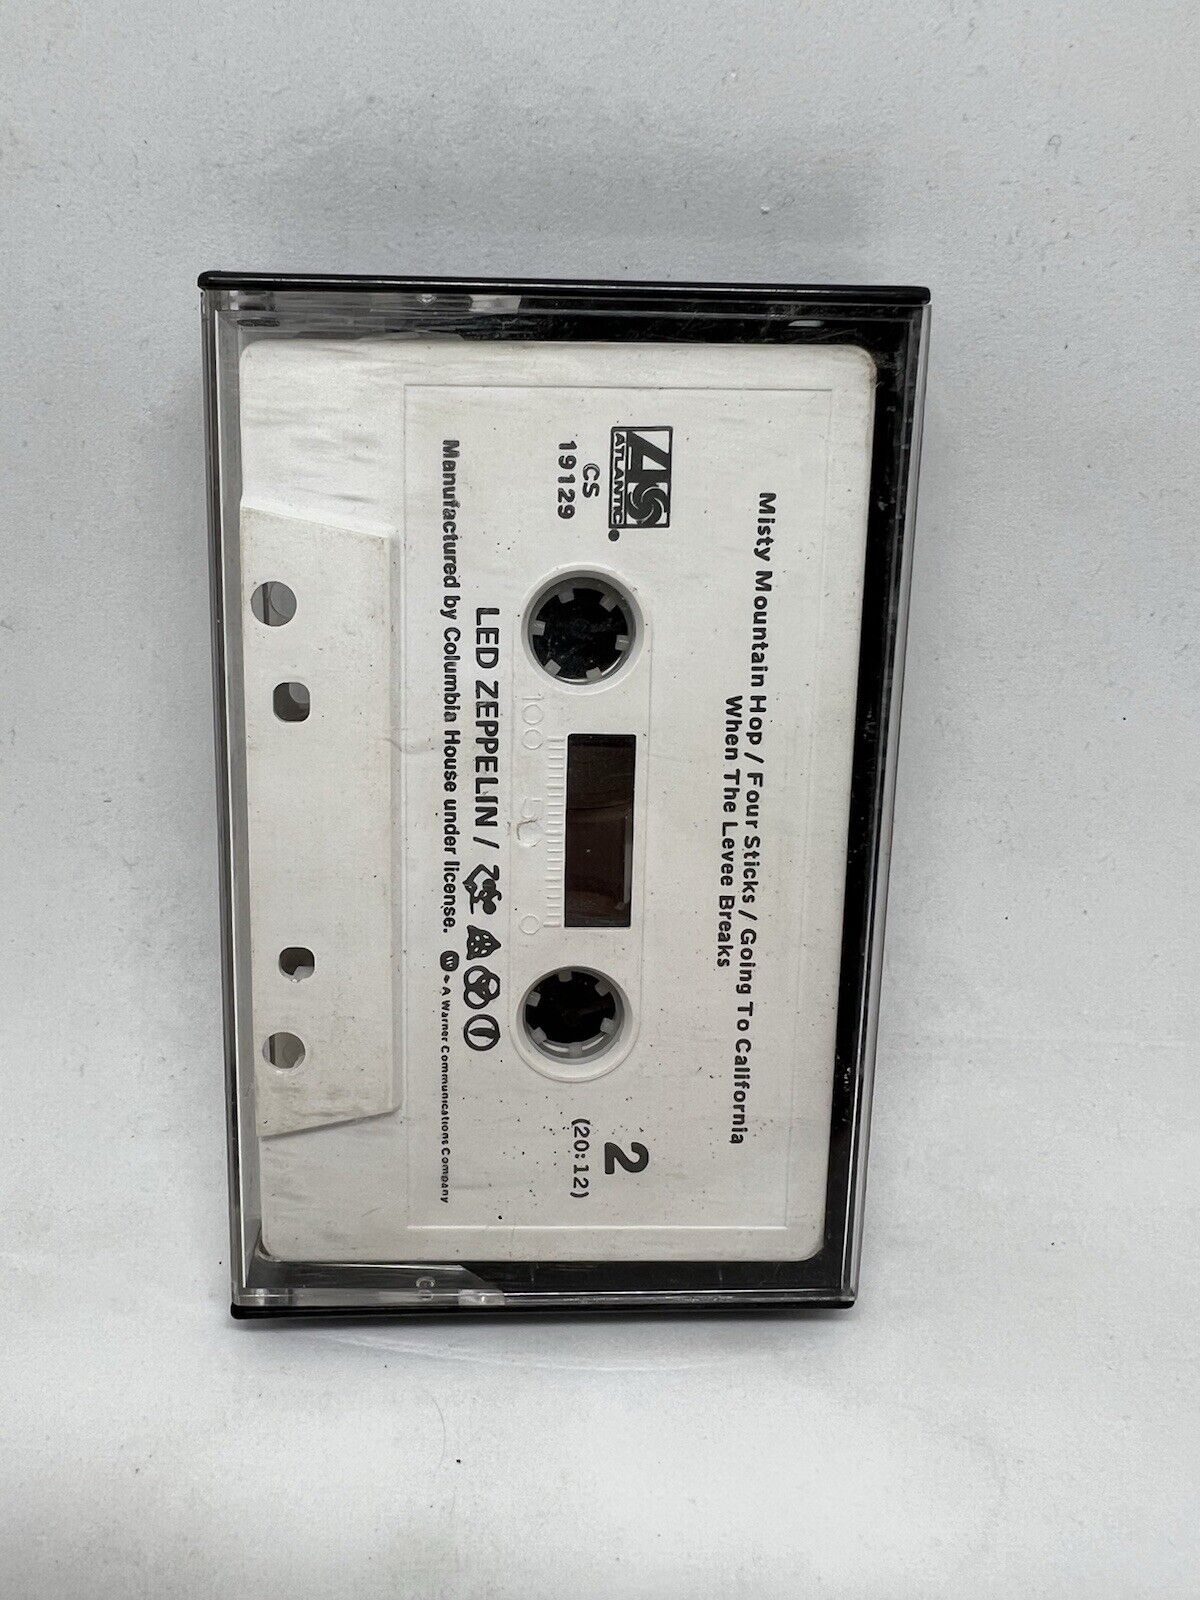 Misty Mountain Hop / Four Sticks / Going To California
When The Levee Breaks
ATLANTIC
CS
19129
2
(20:12)
100 50 0
LED ZEPPELIN /
Manufactured by Columbia House under license. A Warner Communications Company